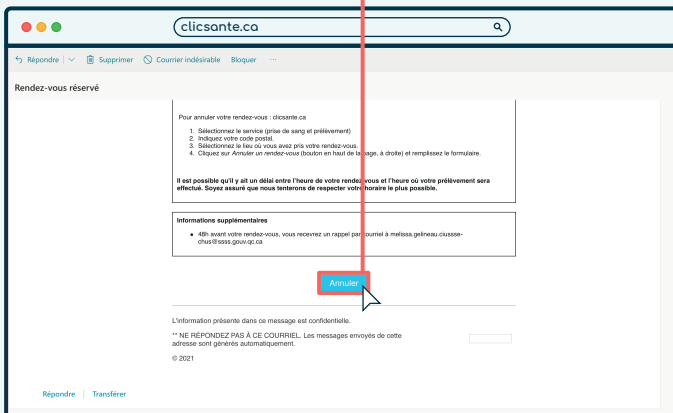 clicsante.ca
Répondre Supprimer Courrier indésirable Bloquer ...
Rendez-vous réservé
Pour annuler votre rendez-vous : clicsante.ca
1. Sélectionnez le service (prise de sang et prélèvement)
2. Indiquez votre code postal.
3. Sélectionnez le lieu où vous avez pris votre rendez-vous.
4. Cliquez sur Annuler un rendez-vous (bouton en haut de la page, à droite) et remplissez le formulaire.
Il est possible qu'il y ait un délai entre l'heure de votre rendez-vous et l'heure où votre prélèvement sera
effectué. Soyez assuré que nous tenterons de respecter votre horaire le plus possible.
Informations supplémentaires
• 48h avant votre rendez-vous, vous recevrez un rappel par courriel à melissa.gelineau.ciussse-
chus@ssss.gouv.qc.ca
Annuler
L'information présente dans ce message est confidentielle.
** NE RÉPONDEZ PAS À CE COURRIEL. Les messages envoyés de cette
adresse sont générés automatiquement.
© 2021
Répondre Transférer